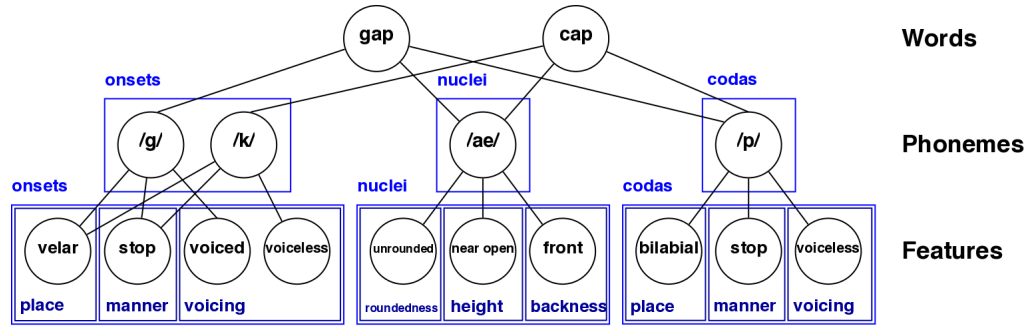 gap cap Words
onsets nuclei codas
/g/ /k/ /ae/ /p/ Phonemes
onsets nuclei codas
velar stop voiced voiceless unrounded near open front bilabial stop voiceless Features
place manner voicing roundedness height backness place manner voicing